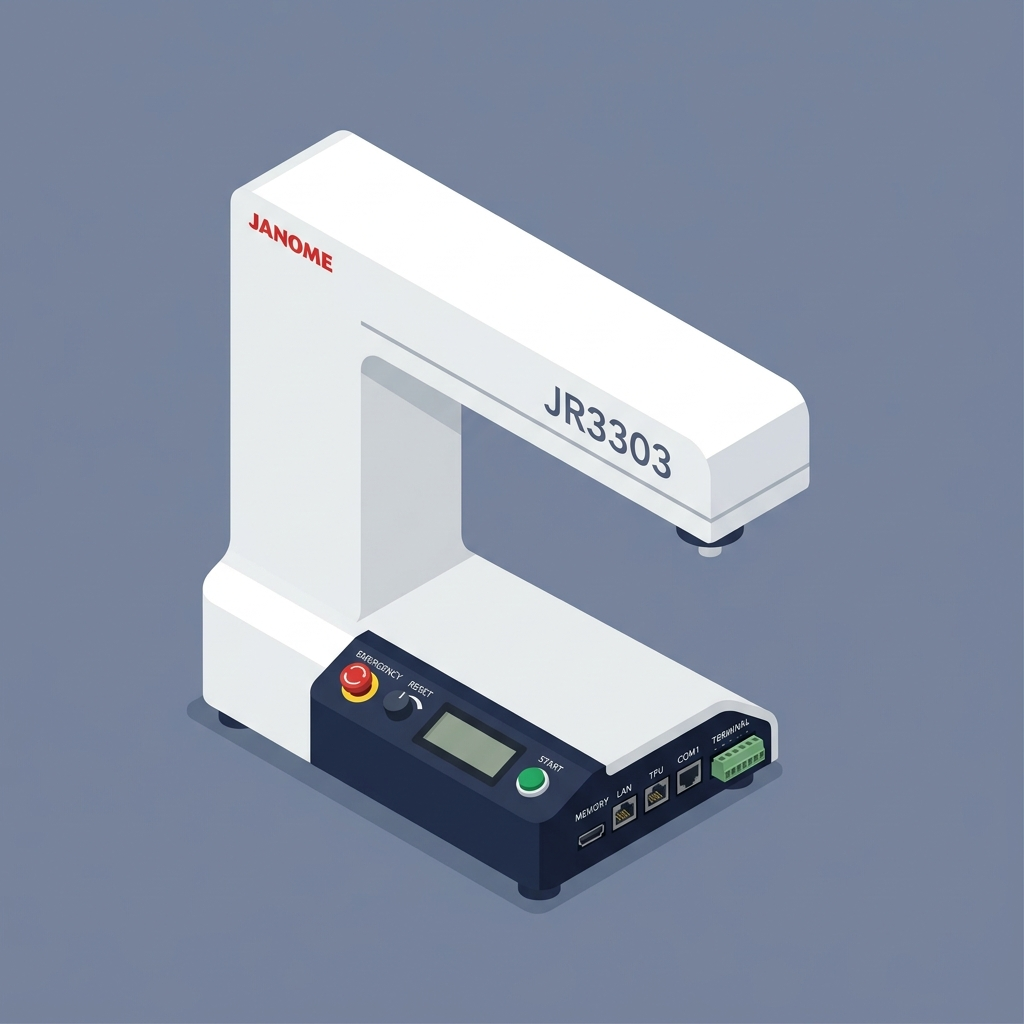 JANOME
JR3303
EMERGENCY
RESET
START
MEMORY
LAN
TPU
COM1
TERMINAL